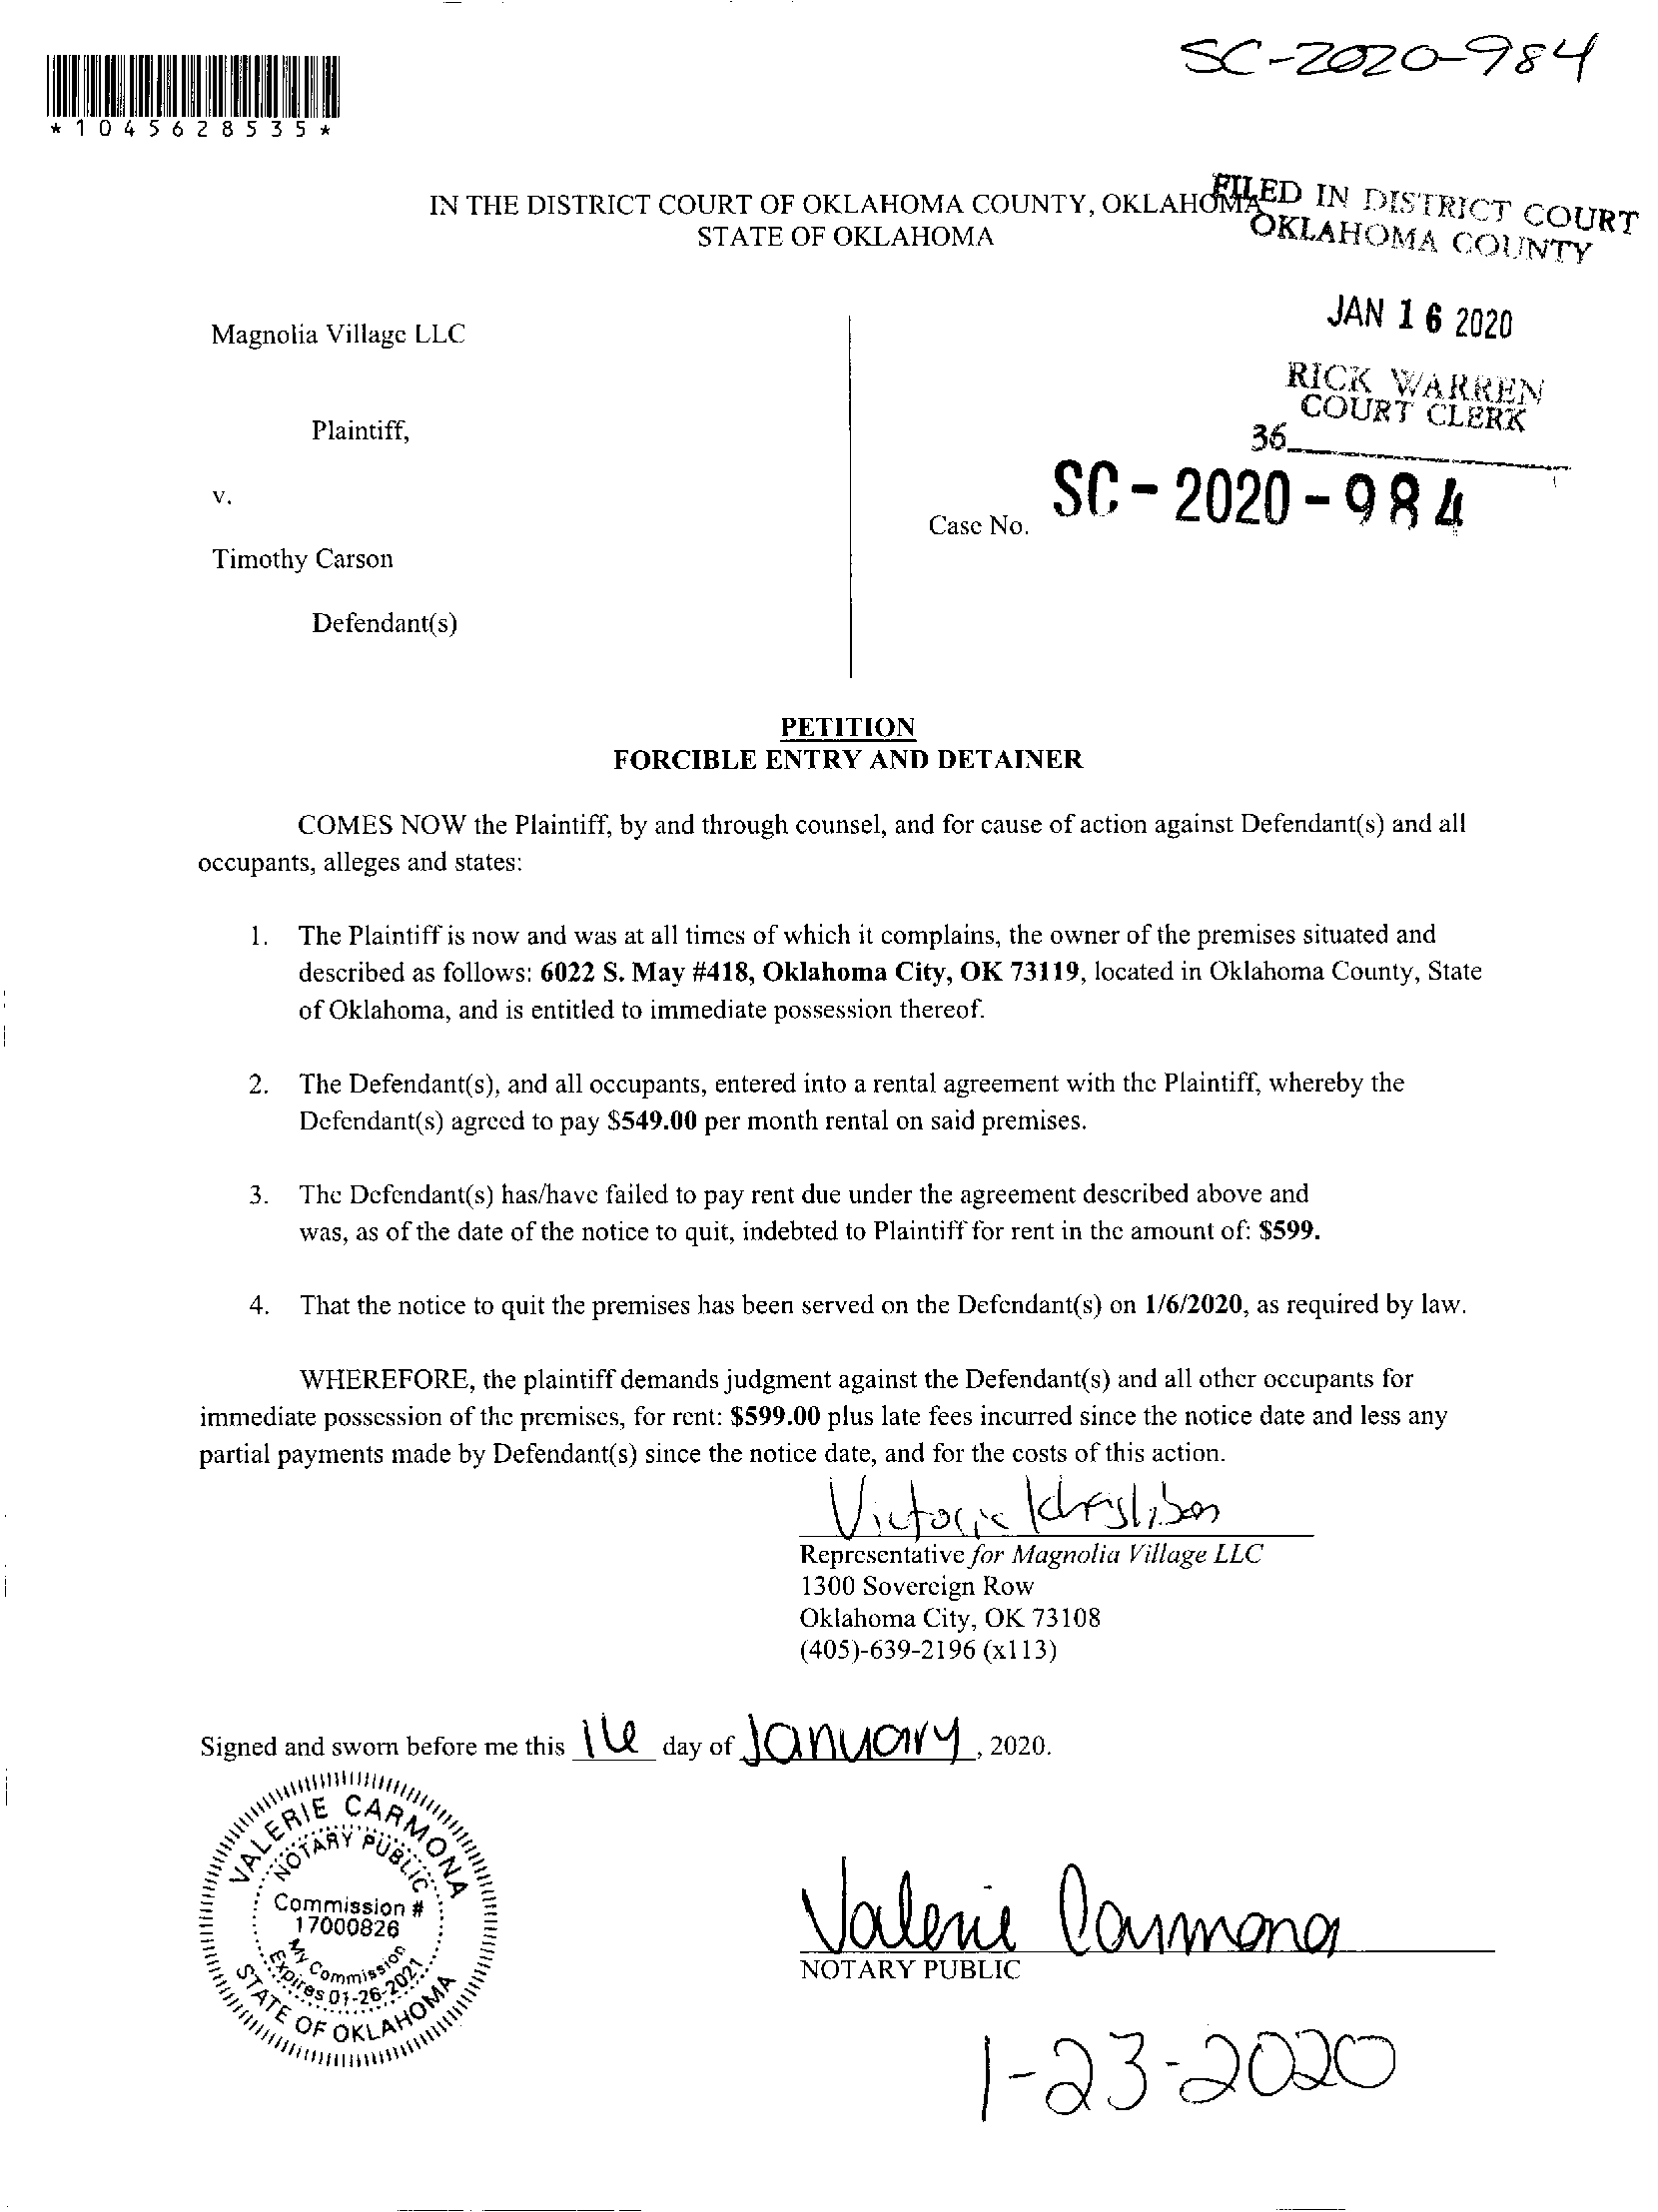 SC-2020-984
*1045628535*
IN THE DISTRICT COURT OF OKLAHOMA COUNTY, OKLAHOMA
STATE OF OKLAHOMA
FILED IN DISTRICT COURT
OKLAHOMA COUNTY
JAN 16 2020
RICK WARREN
COURT CLERK
36
Magnolia Village LLC
Plaintiff,
v.
Case No. SC-2020-984
Timothy Carson
Defendant(s)
PETITION
FORCIBLE ENTRY AND DETAINER
COMES NOW the Plaintiff, by and through counsel, and for cause of action against Defendant(s) and all
occupants, alleges and states:
1. The Plaintiff is now and was at all times of which it complains, the owner of the premises situated and
described as follows: 6022 S. May #418, Oklahoma City, OK 73119, located in Oklahoma County, State
of Oklahoma, and is entitled to immediate possession thereof.
2. The Defendant(s), and all occupants, entered into a rental agreement with the Plaintiff, whereby the
Defendant(s) agreed to pay $549.00 per month rental on said premises.
3. The Defendant(s) has/have failed to pay rent due under the agreement described above and
was, as of the date of the notice to quit, indebted to Plaintiff for rent in the amount of: $599.
4. That the notice to quit the premises has been served on the Defendant(s) on 1/6/2020, as required by law.
WHEREFORE, the plaintiff demands judgment against the Defendant(s) and all other occupants for
immediate possession of the premises, for rent: $599.00 plus late fees incurred since the notice date and less any
partial payments made by Defendant(s) since the notice date, and for the costs of this action.
Victoria
Representative for Magnolia Village LLC
1300 Sovereign Row
Oklahoma City, OK 73108
(405)-639-2196 (x113)
Signed and sworn before me this 16 day of January, 2020.
VALERIE CARMONA
NOTARY PUBLIC
Commission #
17000826
My Commission
Expires 01-26-2021
STATE OF OKLAHOMA
Valerie Carmona
NOTARY PUBLIC
1-23-2020